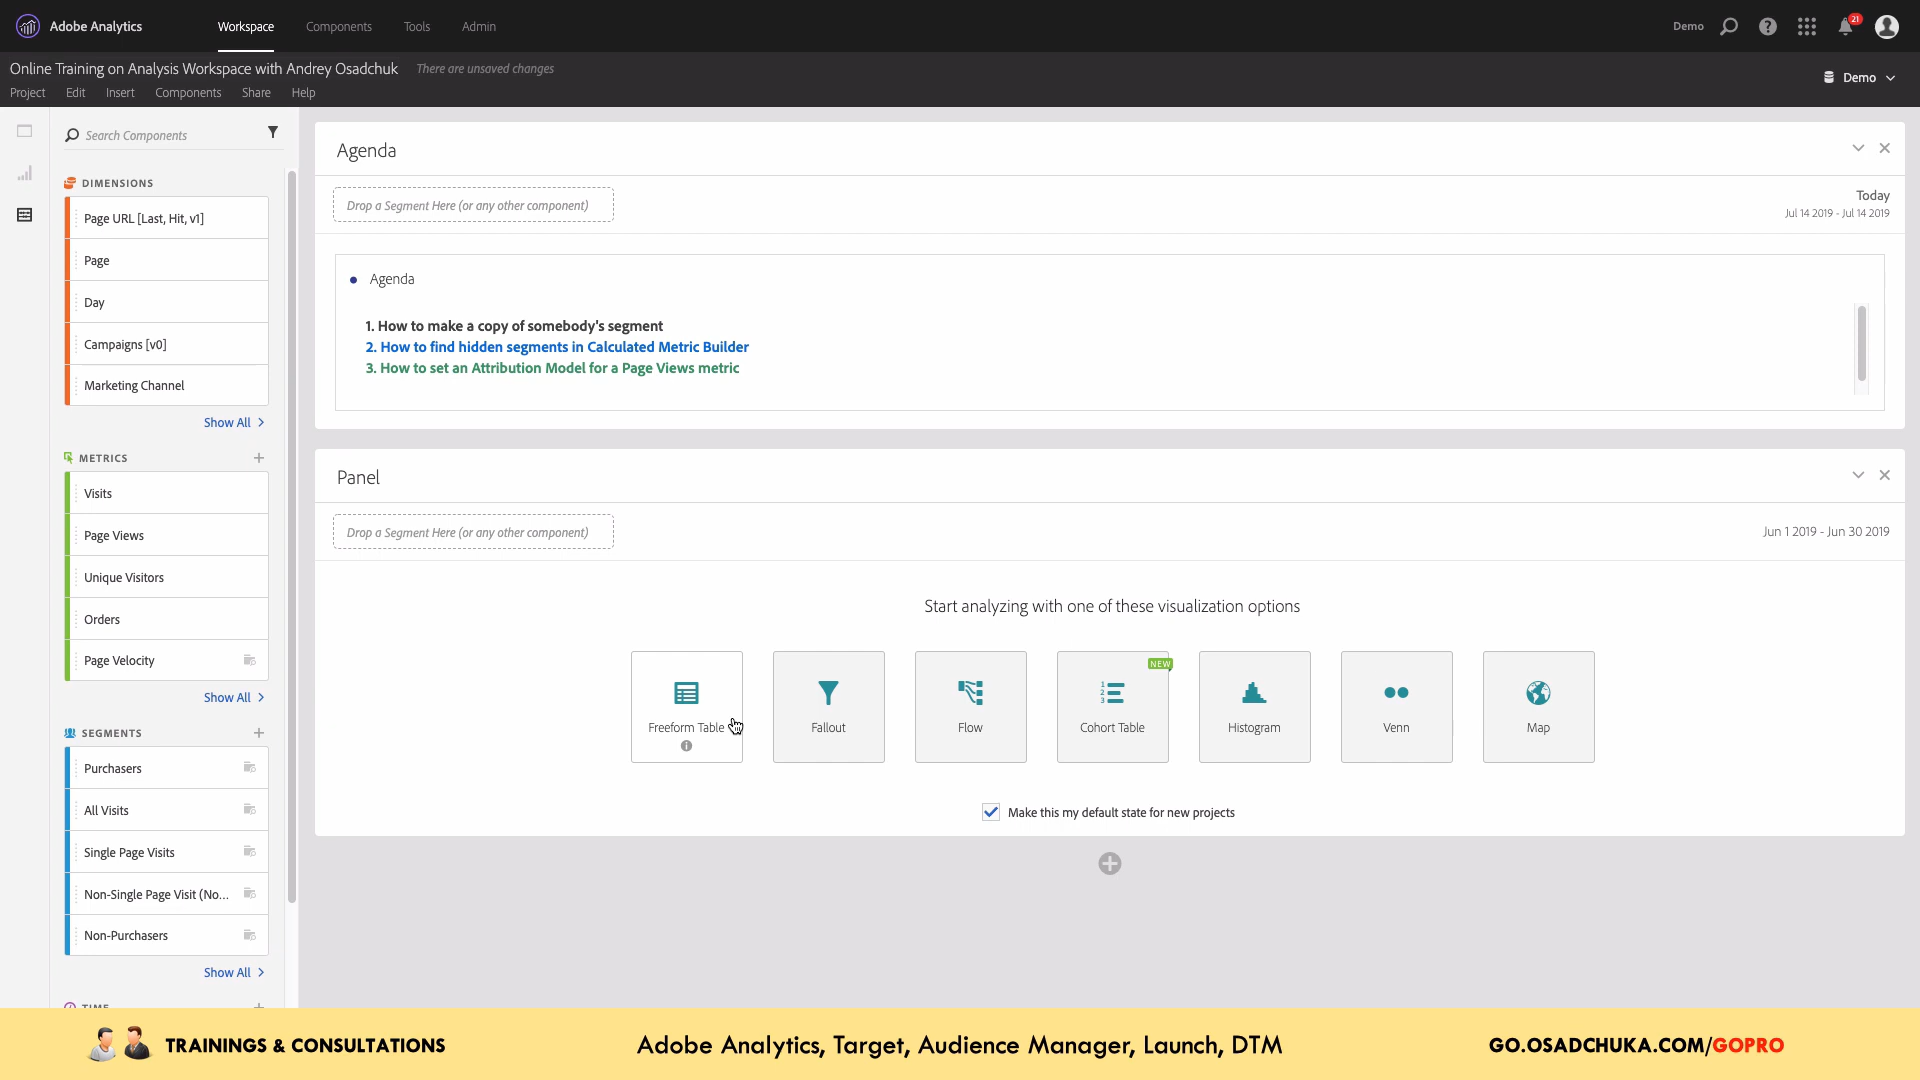 Adobe Analytics
Workspace
Components
Tools
Admin
Demo
21
Online Training on Analysis Workspace with Andrey Osadchuk
There are unsaved changes
Demo
Project
Edit
Insert
Components
Share
Help
Search Components
DIMENSIONS
Page URL [Last, Hit, v1]
Page
Day
Campaigns [v0]
Marketing Channel
Show All
METRICS
Visits
Page Views
Unique Visitors
Orders
Page Velocity
Show All
SEGMENTS
Purchasers
All Visits
Single Page Visits
Non-Single Page Visit (No...
Non-Purchasers
Show All
TIME
Agenda
Drop a Segment Here (or any other component)
Today
Jul 14 2019 - Jul 14 2019
Agenda
1. How to make a copy of somebody's segment
2. How to find hidden segments in Calculated Metric Builder
3. How to set an Attribution Model for a Page Views metric
Panel
Drop a Segment Here (or any other component)
Jun 1 2019 - Jun 30 2019
Start analyzing with one of these visualization options
Freeform Table
Fallout
Flow
NEW
Cohort Table
Histogram
Venn
Map
Make this my default state for new projects
TRAININGS & CONSULTATIONS
Adobe Analytics, Target, Audience Manager, Launch, DTM
GO.OSADCHUKA.COM/GOPRO